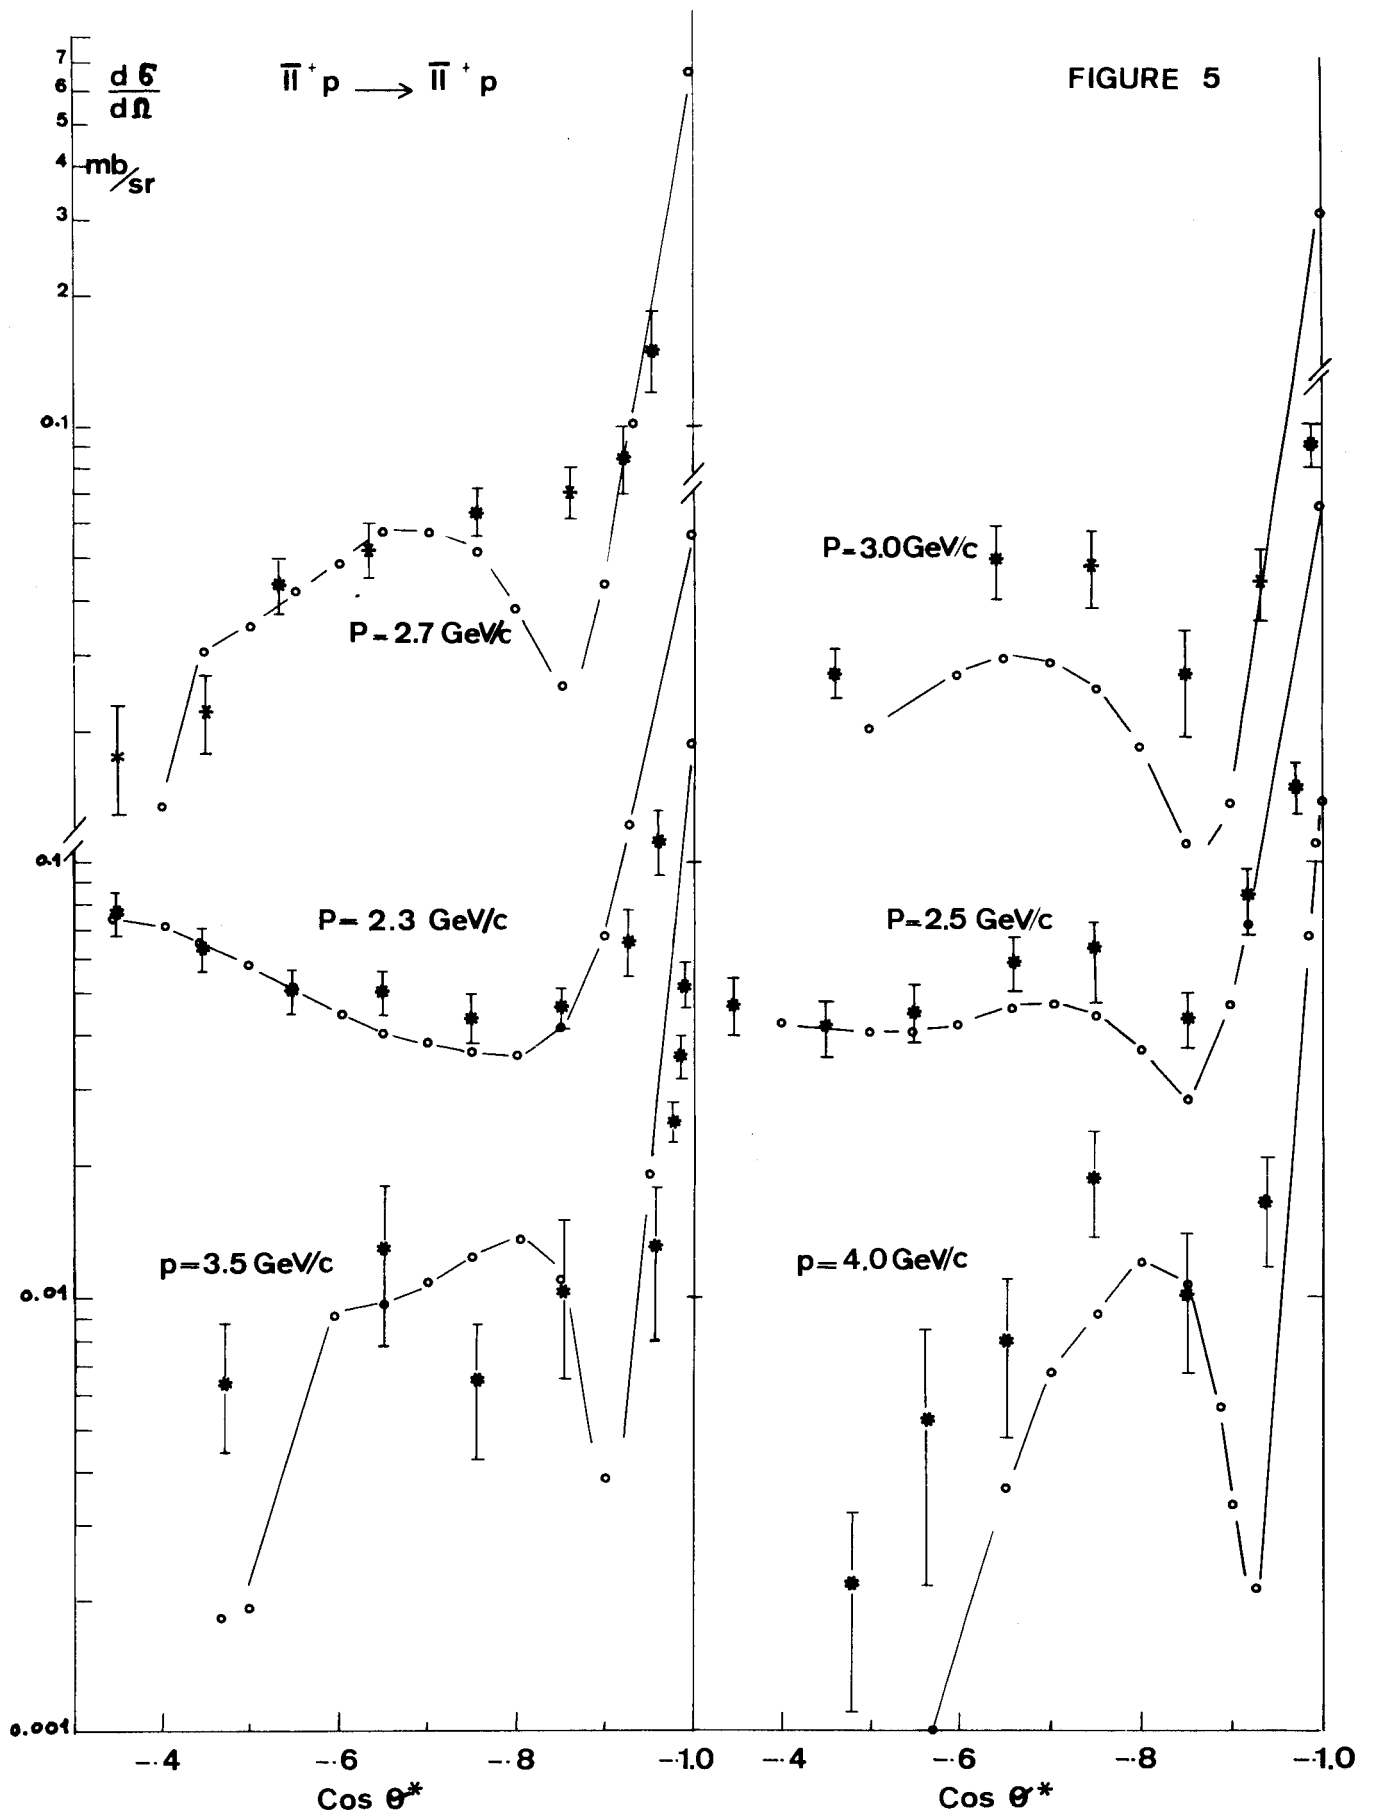 FIGURE 5
dσ/dΩ
π⁺p → π⁺p
mb/sr
7
6
5
4
3
2
0.1
0.1
0.01
0.001
P=2.7 GeV/c
P=3.0GeV/c
P= 2.3 GeV/c
P=2.5 GeV/c
p=3.5 GeV/c
p=4.0 GeV/c
-.4 -.6 -.8 -1.0 -.4 -.6 -.8 -1.0
Cos θ* Cos θ*